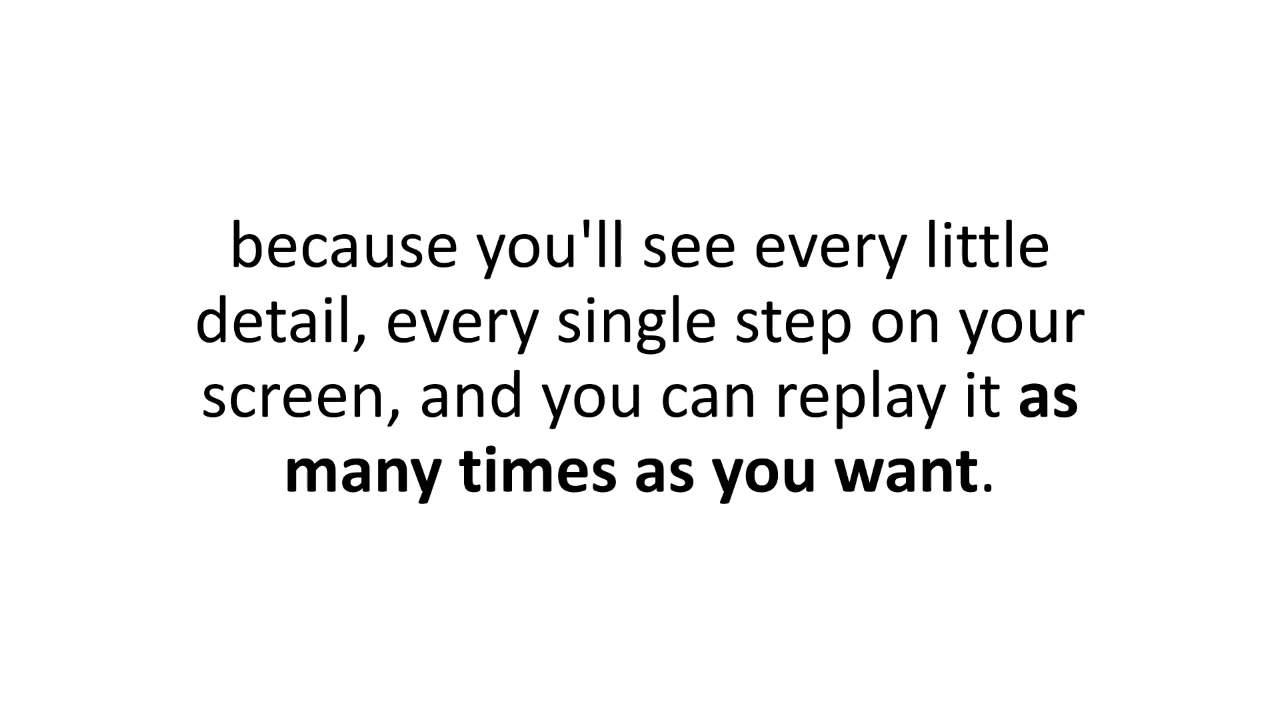 because you'll see every little
detail, every single step on your
screen, and you can replay it as
many times as you want.